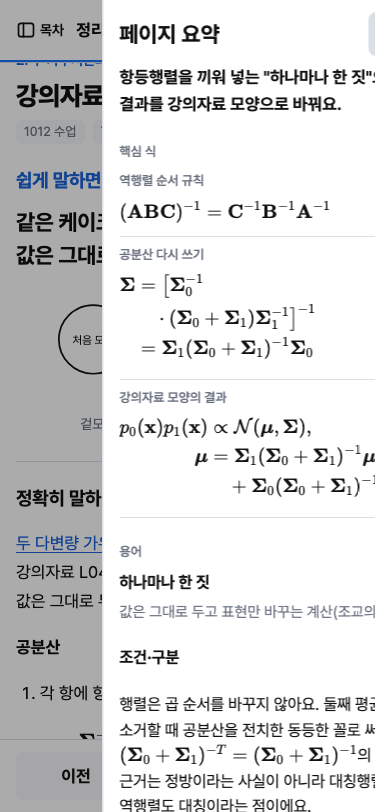 목차 정리
페이지 요약
항등행렬을 끼워 넣는 "하나마나 한 짓"
결과를 강의자료 모양으로 바꿔요.
강의자료
1012 수업
쉽게 말하면
같은 케이
값은 그대로
처음 모
겉모
핵심 식
역행렬 순서 규칙
(ABC)⁻¹ = C⁻¹B⁻¹A⁻¹
공분산 다시 쓰기
Σ = [Σ₀⁻¹
· (Σ₀ + Σ₁)Σ₁⁻¹]⁻¹
= Σ₁(Σ₀ + Σ₁)⁻¹Σ₀
강의자료 모양의 결과
p₀(x)p₁(x) ∝ 𝒩(μ, Σ),
μ = Σ₁(Σ₀ + Σ₁)⁻¹μ
+ Σ₀(Σ₀ + Σ₁)⁻¹
정확히 말하
두 다변량 가우
강의자료 L04
값은 그대로
공분산
1. 각 항에 항
이전
용어
하나마나 한 짓
값은 그대로 두고 표현만 바꾸는 계산(조교의
조건·구분
행렬은 곱 순서를 바꾸지 않아요. 둘째 평균
소거할 때 공분산을 전치한 동등한 꼴로 써
(Σ₀ + Σ₁)⁻ᵀ = (Σ₀ + Σ₁)⁻¹의
근거는 정방이라는 사실이 아니라 대칭행렬
역행렬도 대칭이라는 점이에요.